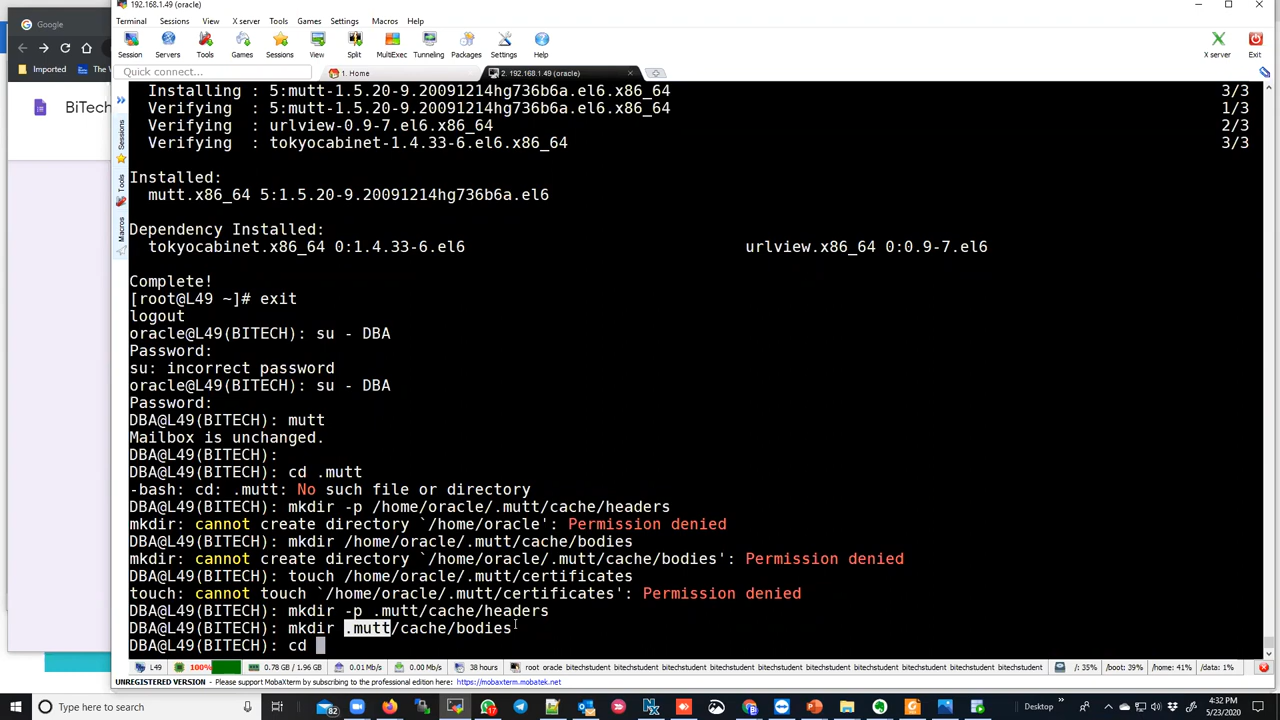 192.168.1.49 (oracle)
Google
Terminal Sessions View X server Tools Games Settings Macros Help
Session Servers Tools Games Sessions View Split MultiExec Tunneling Packages Settings Help X server Exit
Imported The W
Quick connect... 1. Home 2. 192.168.1.49 (oracle)
BiTech
Sessions
Tools
Macros
Installing : 5:mutt-1.5.20-9.20091214hg736b6a.el6.x86_64 3/3
Verifying : 5:mutt-1.5.20-9.20091214hg736b6a.el6.x86_64 1/3
Verifying : urlview-0.9-7.el6.x86_64 2/3
Verifying : tokyocabinet-1.4.33-6.el6.x86_64 3/3
Installed:
mutt.x86_64 5:1.5.20-9.20091214hg736b6a.el6
Dependency Installed:
tokyocabinet.x86_64 0:1.4.33-6.el6 urlview.x86_64 0:0.9-7.el6
Complete!
[root@L49 ~]# exit
logout
oracle@L49(BITECH): su - DBA
Password:
su: incorrect password
oracle@L49(BITECH): su - DBA
Password:
DBA@L49(BITECH): mutt
Mailbox is unchanged.
DBA@L49(BITECH):
DBA@L49(BITECH): cd .mutt
-bash: cd: .mutt: No such file or directory
DBA@L49(BITECH): mkdir -p /home/oracle/.mutt/cache/headers
mkdir: cannot create directory `/home/oracle': Permission denied
DBA@L49(BITECH): mkdir /home/oracle/.mutt/cache/bodies
mkdir: cannot create directory `/home/oracle/.mutt/cache/bodies': Permission denied
DBA@L49(BITECH): touch /home/oracle/.mutt/certificates
touch: cannot touch `/home/oracle/.mutt/certificates': Permission denied
DBA@L49(BITECH): mkdir -p .mutt/cache/headers
DBA@L49(BITECH): mkdir .mutt/cache/bodies
DBA@L49(BITECH): cd
L49 100% 0.78 GB / 1.96 GB 0.01 Mb/s 0.00 Mb/s 38 hours root oracle bitechstudent bitechstudent bitechstudent bitechstudent bitechstudent bitechstudent bitechstudent bitechstudent bitechstudent /: 35% /boot: 39% /home: 41% /data: 1%
UNREGISTERED VERSION - Please support MobaXterm by subscribing to the professional edition here: https://mobaxterm.mobatek.net
Type here to search 82 17 Desktop 4:32 PM
5/23/2020